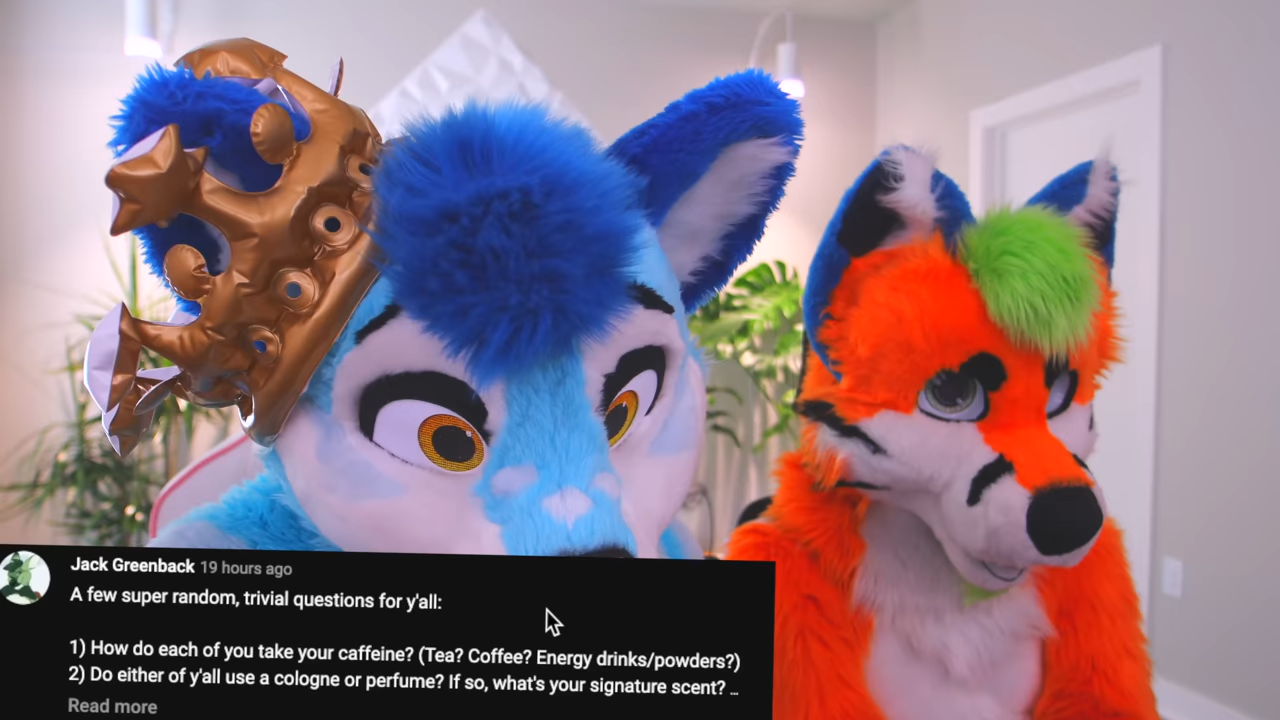 Jack Greenback 19 hours ago
A few super random, trivial questions for y'all:
1) How do each of you take your caffeine? (Tea? Coffee? Energy drinks/powders?)
2) Do either of y'all use a cologne or perfume? If so, what's your signature scent? ...
Read more